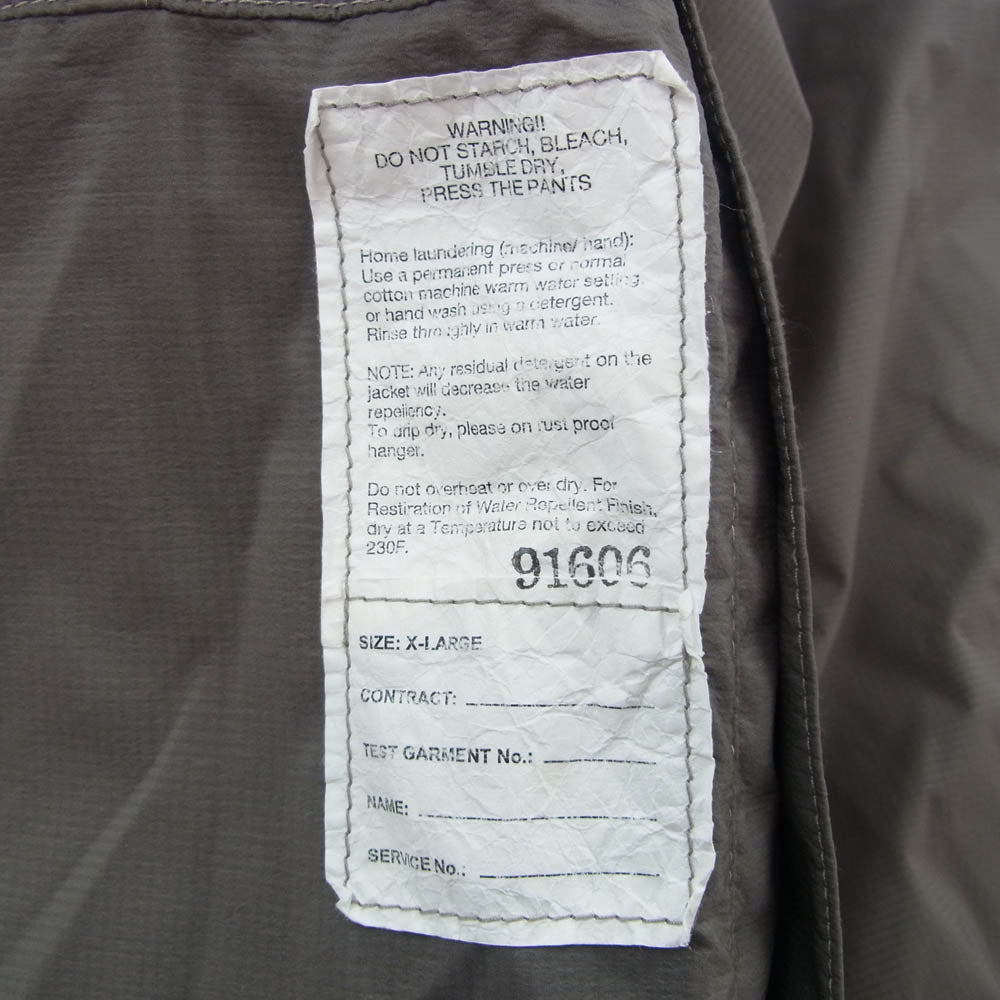 WARNING!!
DO NOT STARCH, BLEACH,
TUMBLE DRY,
PRESS THE PANTS
Home laundering (machine/ hand):
Use a permanent press or normal
cotton machine warm water setting,
or hand wash using a detergent.
Rinse throughly in warm water.
NOTE: Any residual detergent on the
jacket will decrease the water
repellency.
To drip dry, please on rust proof
hanger.
Do not overheat or over dry. For
Restiration of Water Repellent Finish,
dry at a Temperature not to exceed
230F.
91606
SIZE: X-LARGE
CONTRACT:
TEST GARMENT No.:
NAME:
SERVICE No.: